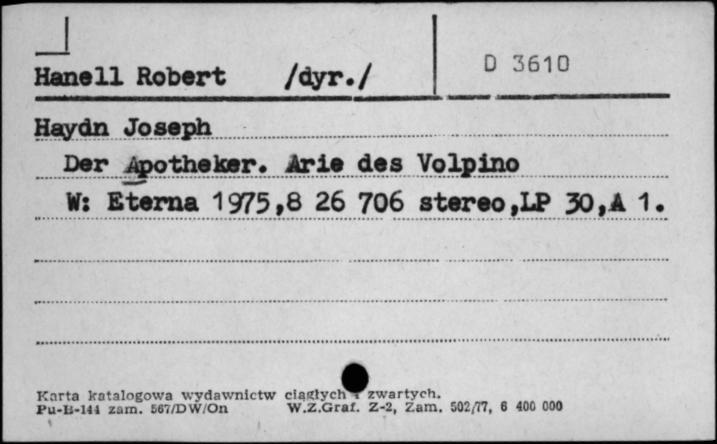 Hanell Robert /dyr./ D 3610
Haydn Joseph
Der Apotheker. Arie des Volpino
W: Eterna 1975,8 26 706 stereo,LP 30,A 1.
Karta katalogowa wydawnictw ciągłych i zwartych.
Pu-B-144 zam. 567/DW/On W.Z.Graf. Z-2, Zam. 502/77, 6 400 000